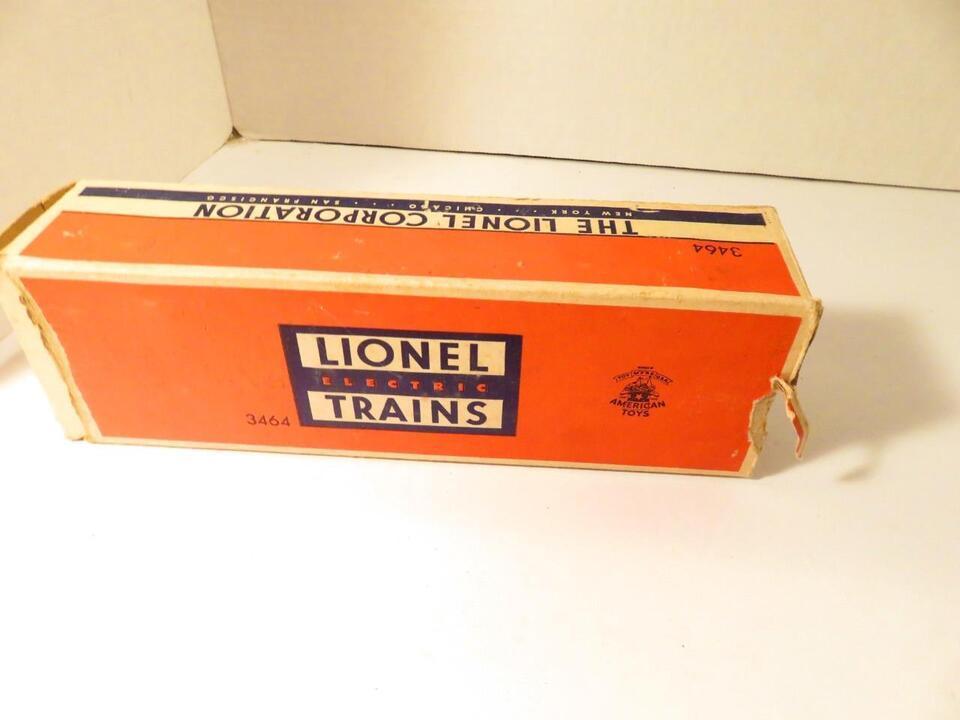 THE LIONEL CORPORATION
NEW YORK • • CHICAGO • • SAN FRANCISCO
3464
LIONEL
ELECTRIC
TRAINS
3464
AMERICAN
TOYS